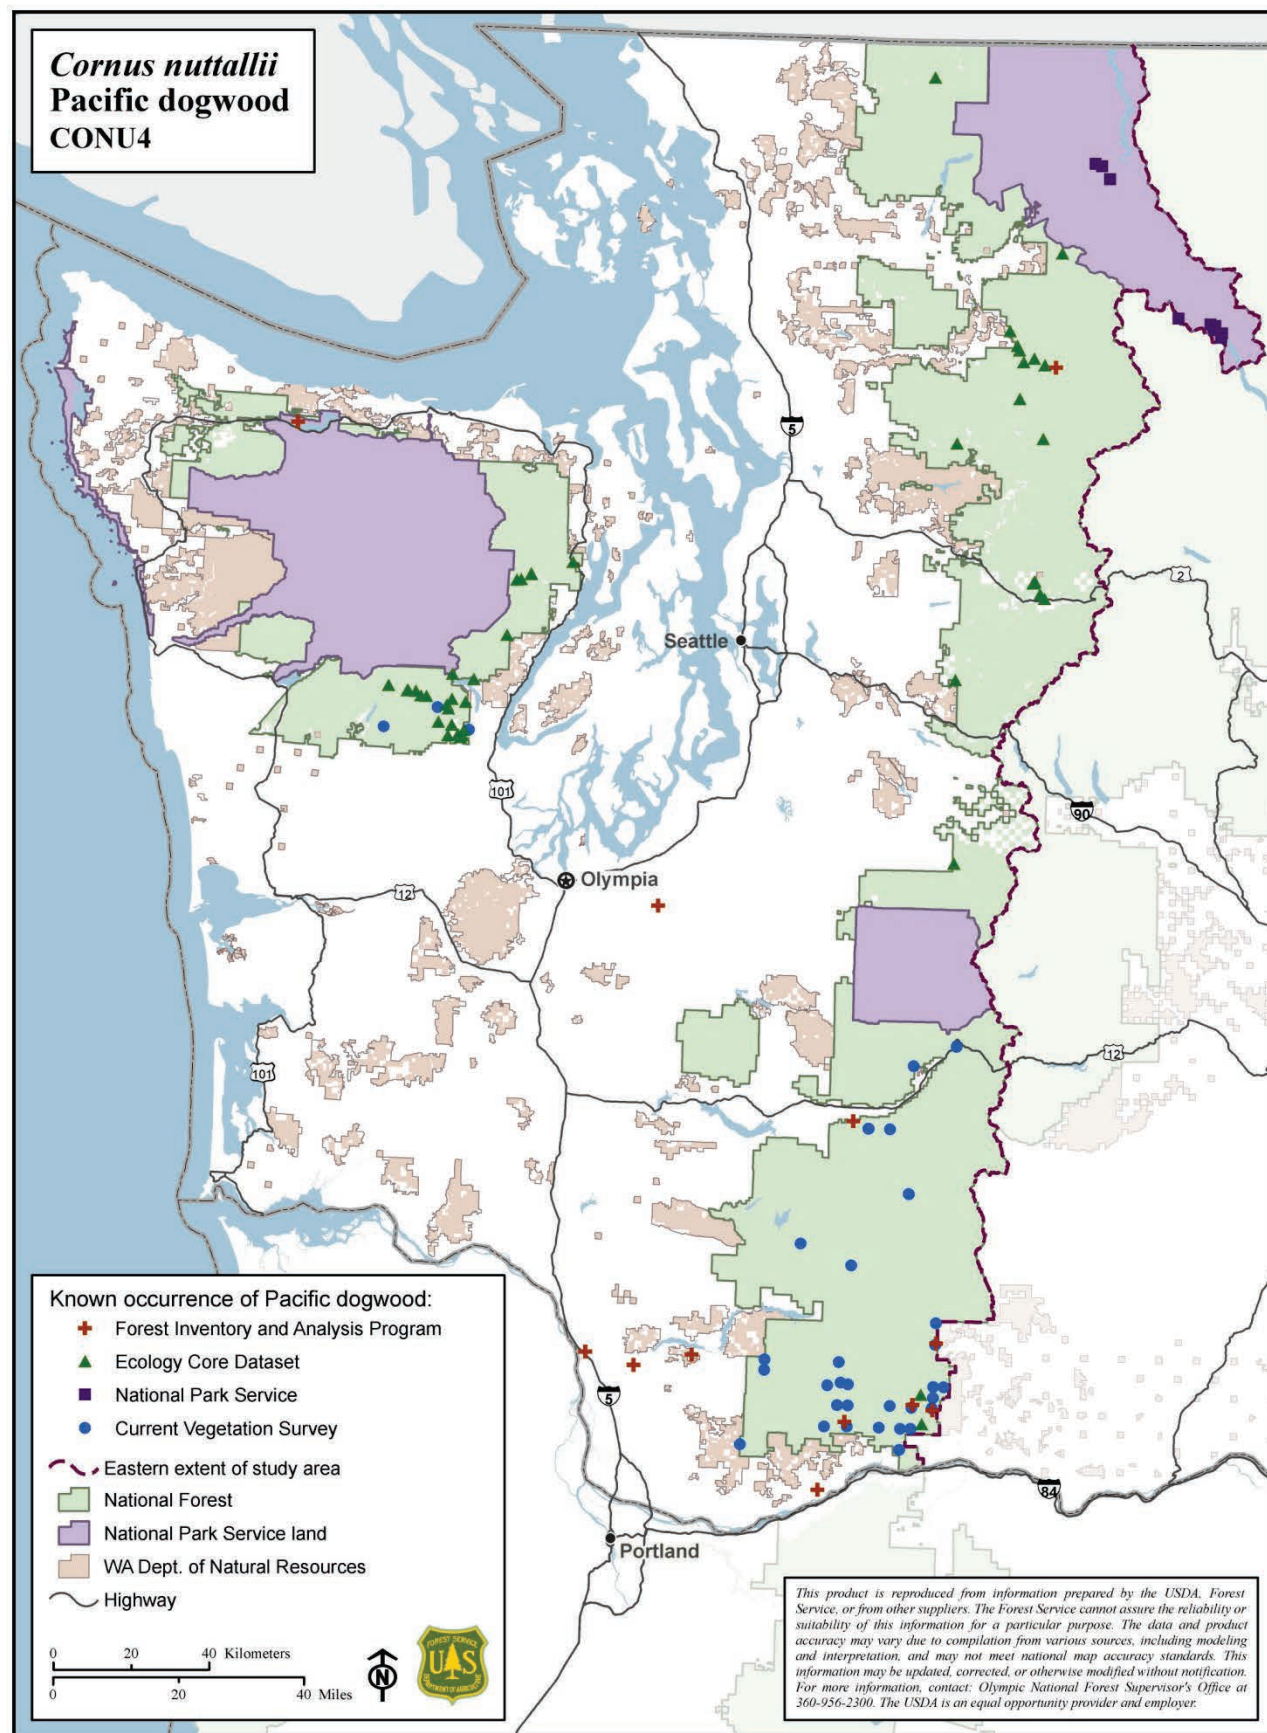 Cornus nuttallii
Pacific dogwood
CONU4
5
2
Seattle
101
90
12
Olympia
12
101
Known occurrence of Pacific dogwood:
Forest Inventory and Analysis Program
Ecology Core Dataset
National Park Service
Current Vegetation Survey
Eastern extent of study area
National Forest
National Park Service land
WA Dept. of Natural Resources
Highway
0 20 40 Kilometers
0 20 40 Miles
N
FOREST SERVICE
U S
DEPARTMENT OF AGRICULTURE
5
84
Portland
This product is reproduced from information prepared by the USDA, Forest
Service, or from other suppliers. The Forest Service cannot assure the reliability or
suitability of this information for a particular purpose. The data and product
accuracy may vary due to compilation from various sources, including modeling
and interpretation, and may not meet national map accuracy standards. This
information may be updated, corrected, or otherwise modified without notification.
For more information, contact: Olympic National Forest Supervisor's Office at
360-956-2300. The USDA is an equal opportunity provider and employer.